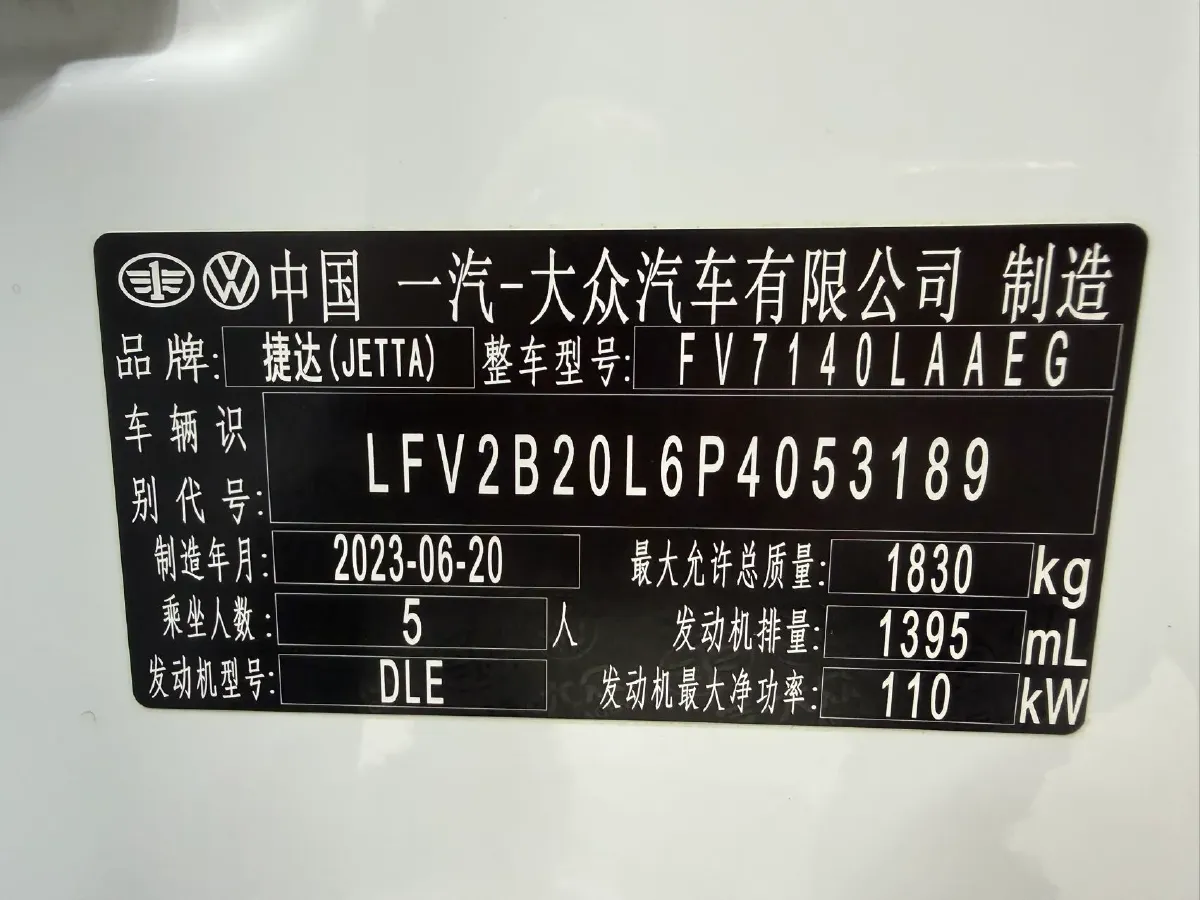 中国 一汽-大众汽车有限公司 制造
品牌: 捷达(JETTA) 整车型号: FV7140LAAEG
车辆识别代号: LFV2B20L6P4053189
制造年月: 2023-06-20 最大允许总质量: 1830 kg
乘坐人数: 5 人 发动机排量: 1395 mL
发动机型号: DLE 发动机最大净功率: 110 kW